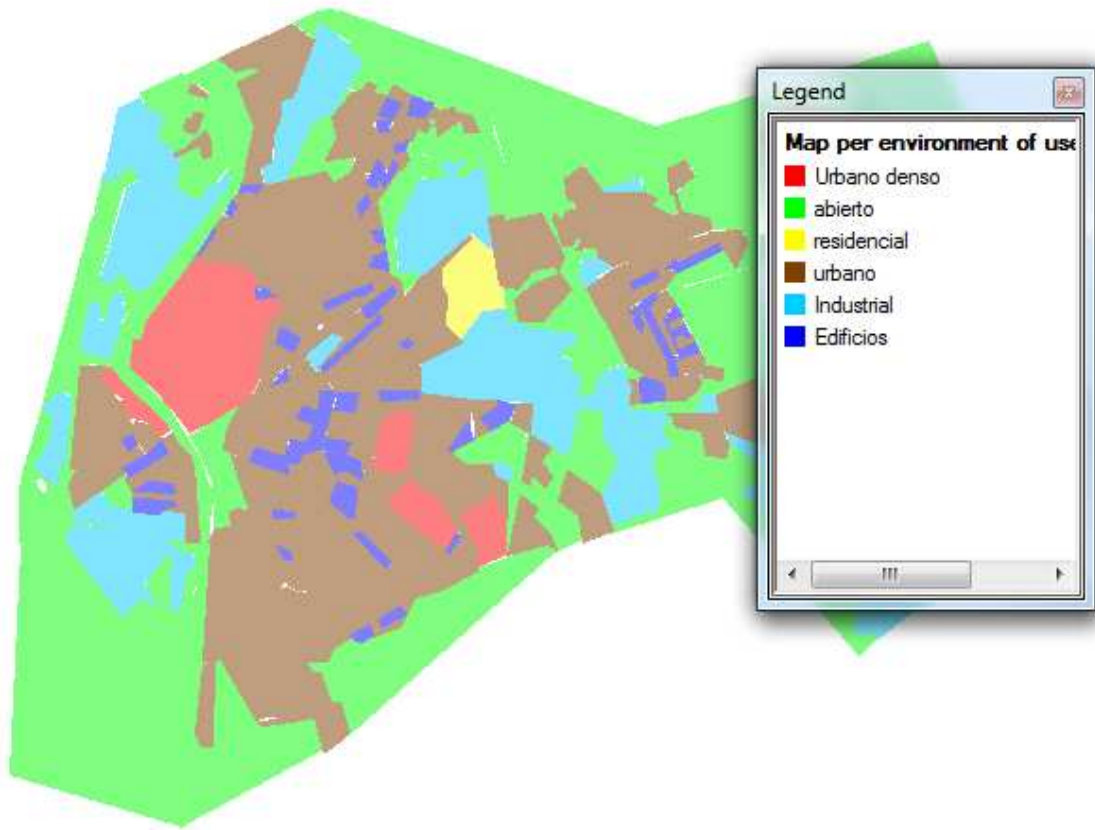 Legend
Map per environment of use
Urbano denso
abierto
residencial
urbano
Industrial
Edificios